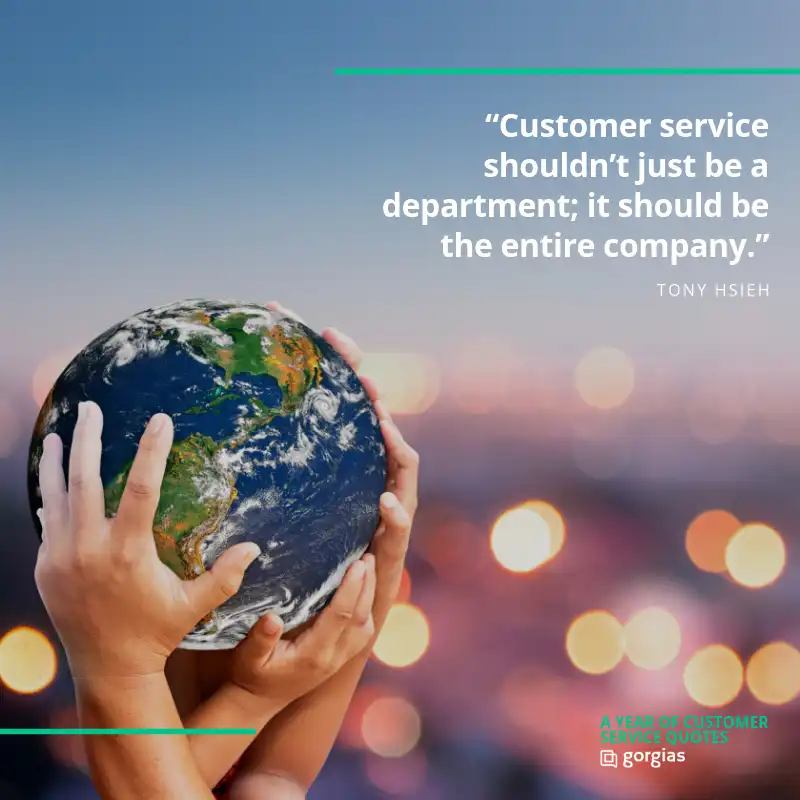 “Customer service
shouldn’t just be a
department; it should be
the entire company.”
TONY HSIEH
A YEAR OF CUSTOMER
SERVICE QUOTES
gorgias